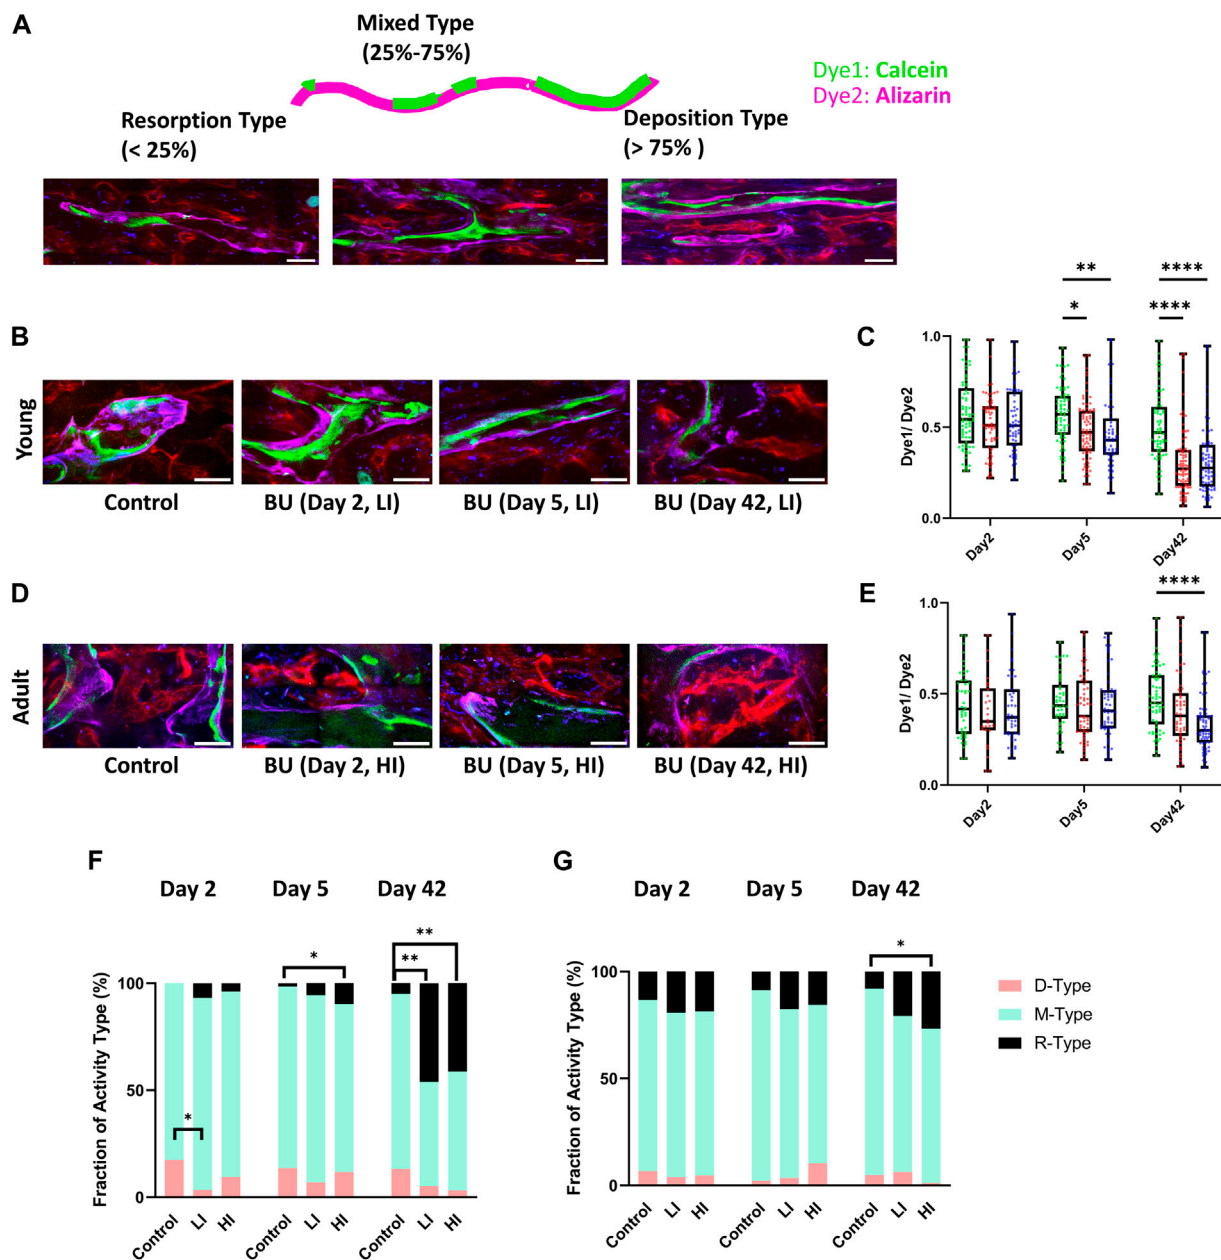 A
Mixed Type
(25%-75%)
Dye1: Calcein
Dye2: Alizarin
Resorption Type
(< 25%)
Deposition Type
(> 75% )
B
Young
Control
BU (Day 2, LI)
BU (Day 5, LI)
BU (Day 42, LI)
C
** ****
* ****
Dye1/ Dye2
1.0
0.5
0.0
Day2
Day5
Day42
D
Adult
Control
BU (Day 2, HI)
BU (Day 5, HI)
BU (Day 42, HI)
E
****
Dye1/ Dye2
1.0
0.5
0.0
Day2
Day5
Day42
F
Day 2
Day 5
Day 42
Fraction of Activity Type (%)
100
50
0
*
*
**
**
Control
LI
HI
Control
LI
HI
Control
LI
HI
G
Day 2
Day 5
Day 42
Fraction of Activity Type (%)
100
50
0
*
Control
LI
HI
Control
LI
HI
Control
LI
HI
D-Type
M-Type
R-Type